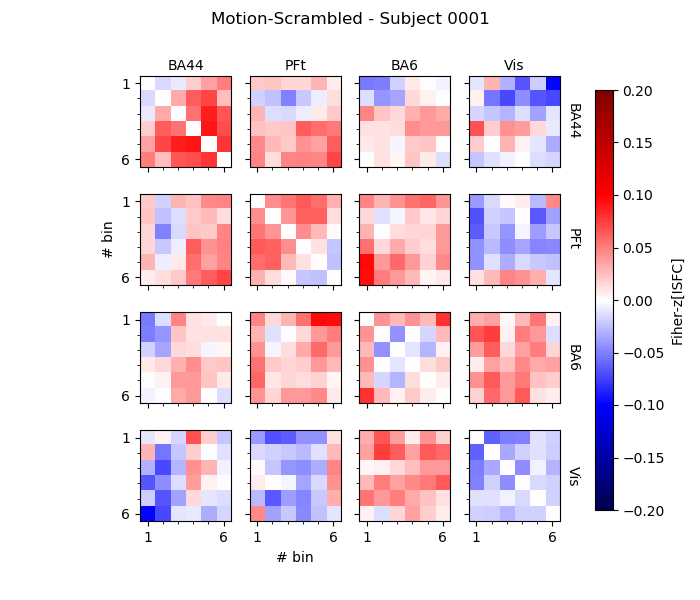 Motion-Scrambled - Subject 0001
BA44 PFt BA6 Vis
1
6
BA44
1
6
PFt
1
6
BA6
1
6
Vis
# bin
1 6 1 6 1 6 1 6
# bin
0.20
0.15
0.10
0.05
0.00
−0.05
−0.10
−0.15
−0.20
Fiher-z[ISFC]